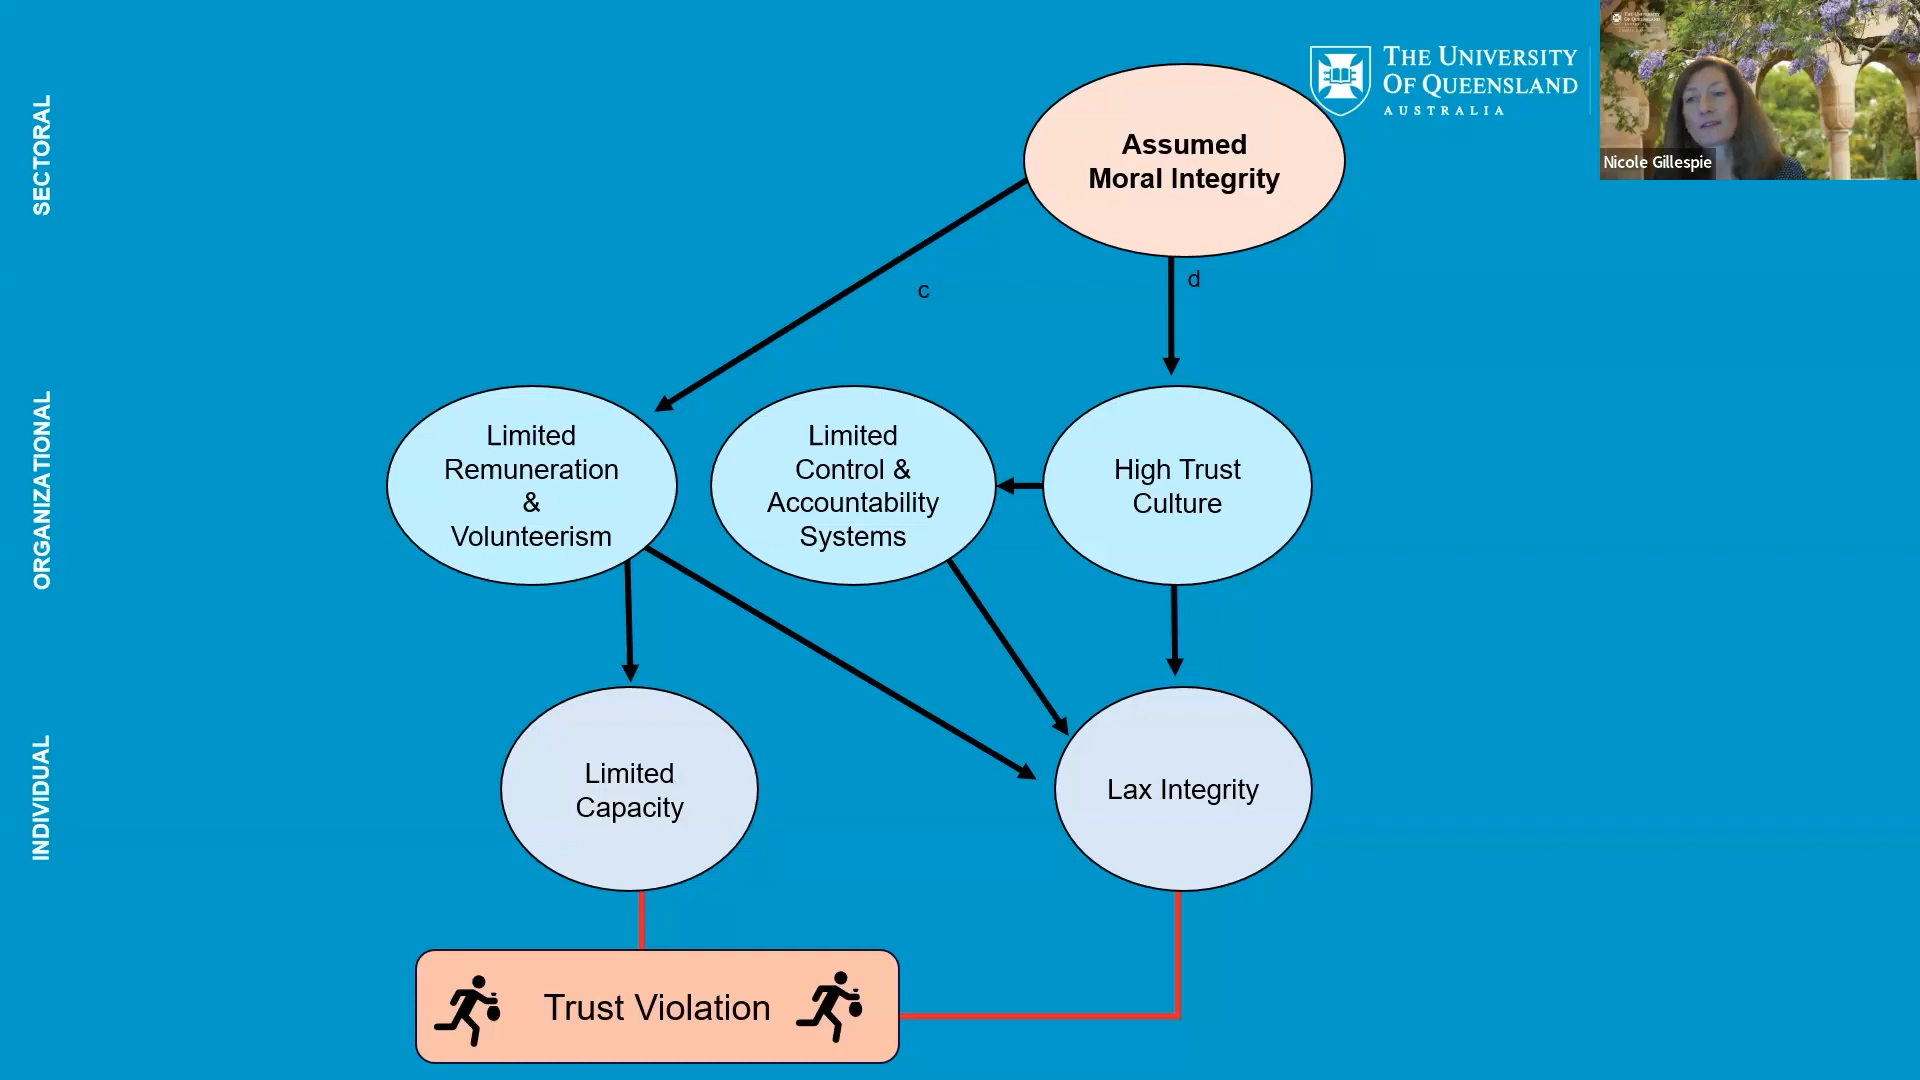 THE UNIVERSITY
OF QUEENSLAND
AUSTRALIA
Nicole Gillespie
SECTORAL
Assumed
Moral Integrity
c
d
ORGANIZATIONAL
Limited
Remuneration
&
Volunteerism
Limited
Control &
Accountability
Systems
High Trust
Culture
INDIVIDUAL
Limited
Capacity
Lax Integrity
Trust Violation